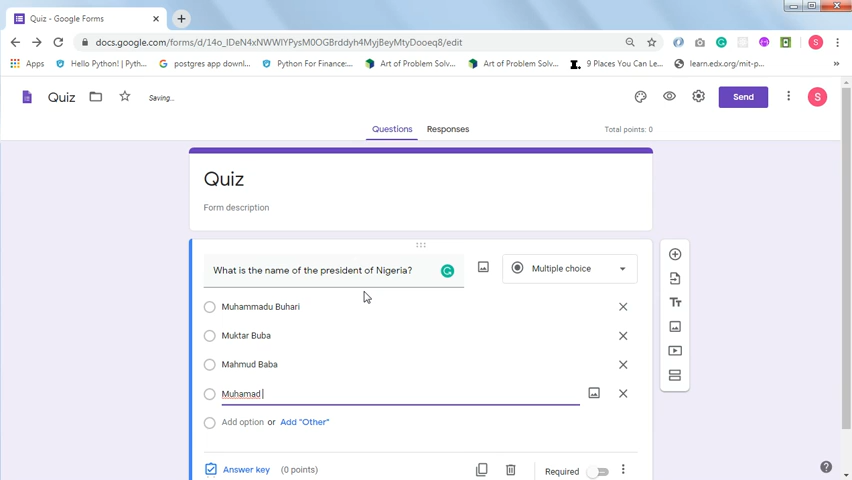 Quiz - Google Forms
docs.google.com/forms/d/14o_lDeN4xNWWIYPysM0OGBrddyh4MyjBeyMtyDooeq8/edit
Apps
Hello Python! | Pyth...
postgres app downl...
Python For Finance:...
Art of Problem Solv...
Art of Problem Solv...
9 Places You Can Le...
learn.edx.org/mit-p...
Quiz
Saving...
Send
S
Questions
Responses
Total points: 0
Quiz
Form description
What is the name of the president of Nigeria?
Multiple choice
Muhammadu Buhari
Muktar Buba
Mahmud Baba
Muhamad
Add option or Add "Other"
Answer key (0 points)
Required